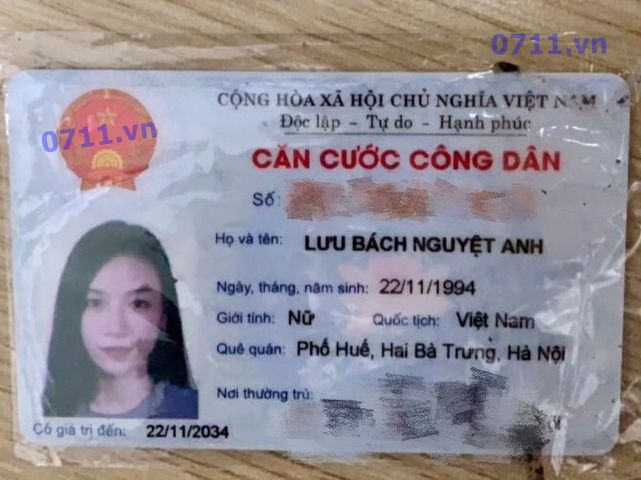 0711.vn
CỘNG HÒA XÃ HỘI CHỦ NGHĨA VIỆT NAM
Độc lập - Tự do - Hạnh phúc
0711.vn
CĂN CƯỚC CÔNG DÂN
Số:
Họ và tên: LƯU BÁCH NGUYỆT ANH
Ngày, tháng, năm sinh: 22/11/1994
Giới tính: Nữ Quốc tịch: Việt Nam
Quê quán: Phố Huế, Hai Bà Trưng, Hà Nội
Nơi thường trú:
Có giá trị đến: 22/11/2034